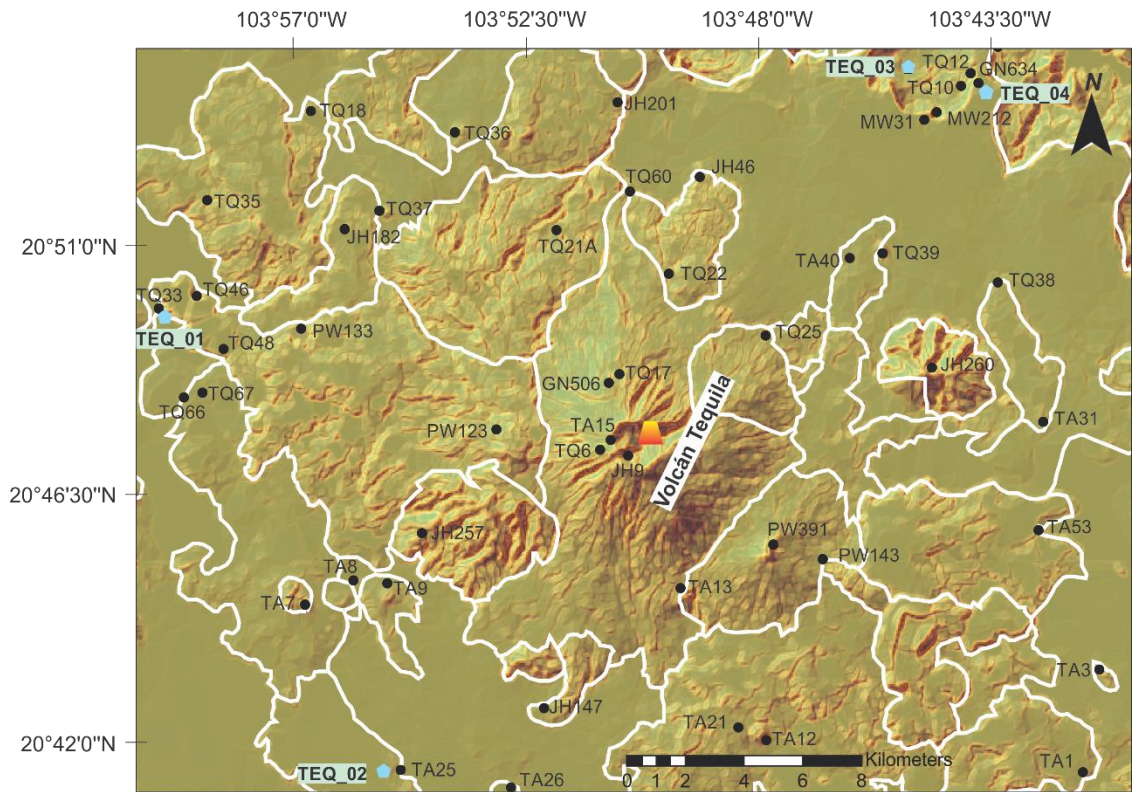 103°57'0"W 103°52'30"W 103°48'0"W 103°43'30"W
TEQ_03 TQ12 GN634
TQ10 TEQ_04 N
MW31 MW212
TQ18 JH201
TQ36
TQ60 JH46
TQ35 TQ37
JH182 TQ21A
20°51'0"N
TA40 TQ39
TQ22
TQ33 TQ46 TQ38
TEQ_01 PW133
TQ48 TQ25
TQ67 GN506 TQ17 JH260
TQ66
PW123 TA15 TA31
TQ6 JH9
Volcán Tequila
20°46'30"N
JH257 PW391 TA53
PW143
TA8 TA9 TA13
TA7
TA3
JH147
TA21
TA12
20°42'0"N
TEQ_02 TA25 TA26 TA1
Kilometers
0 2 4 6 8